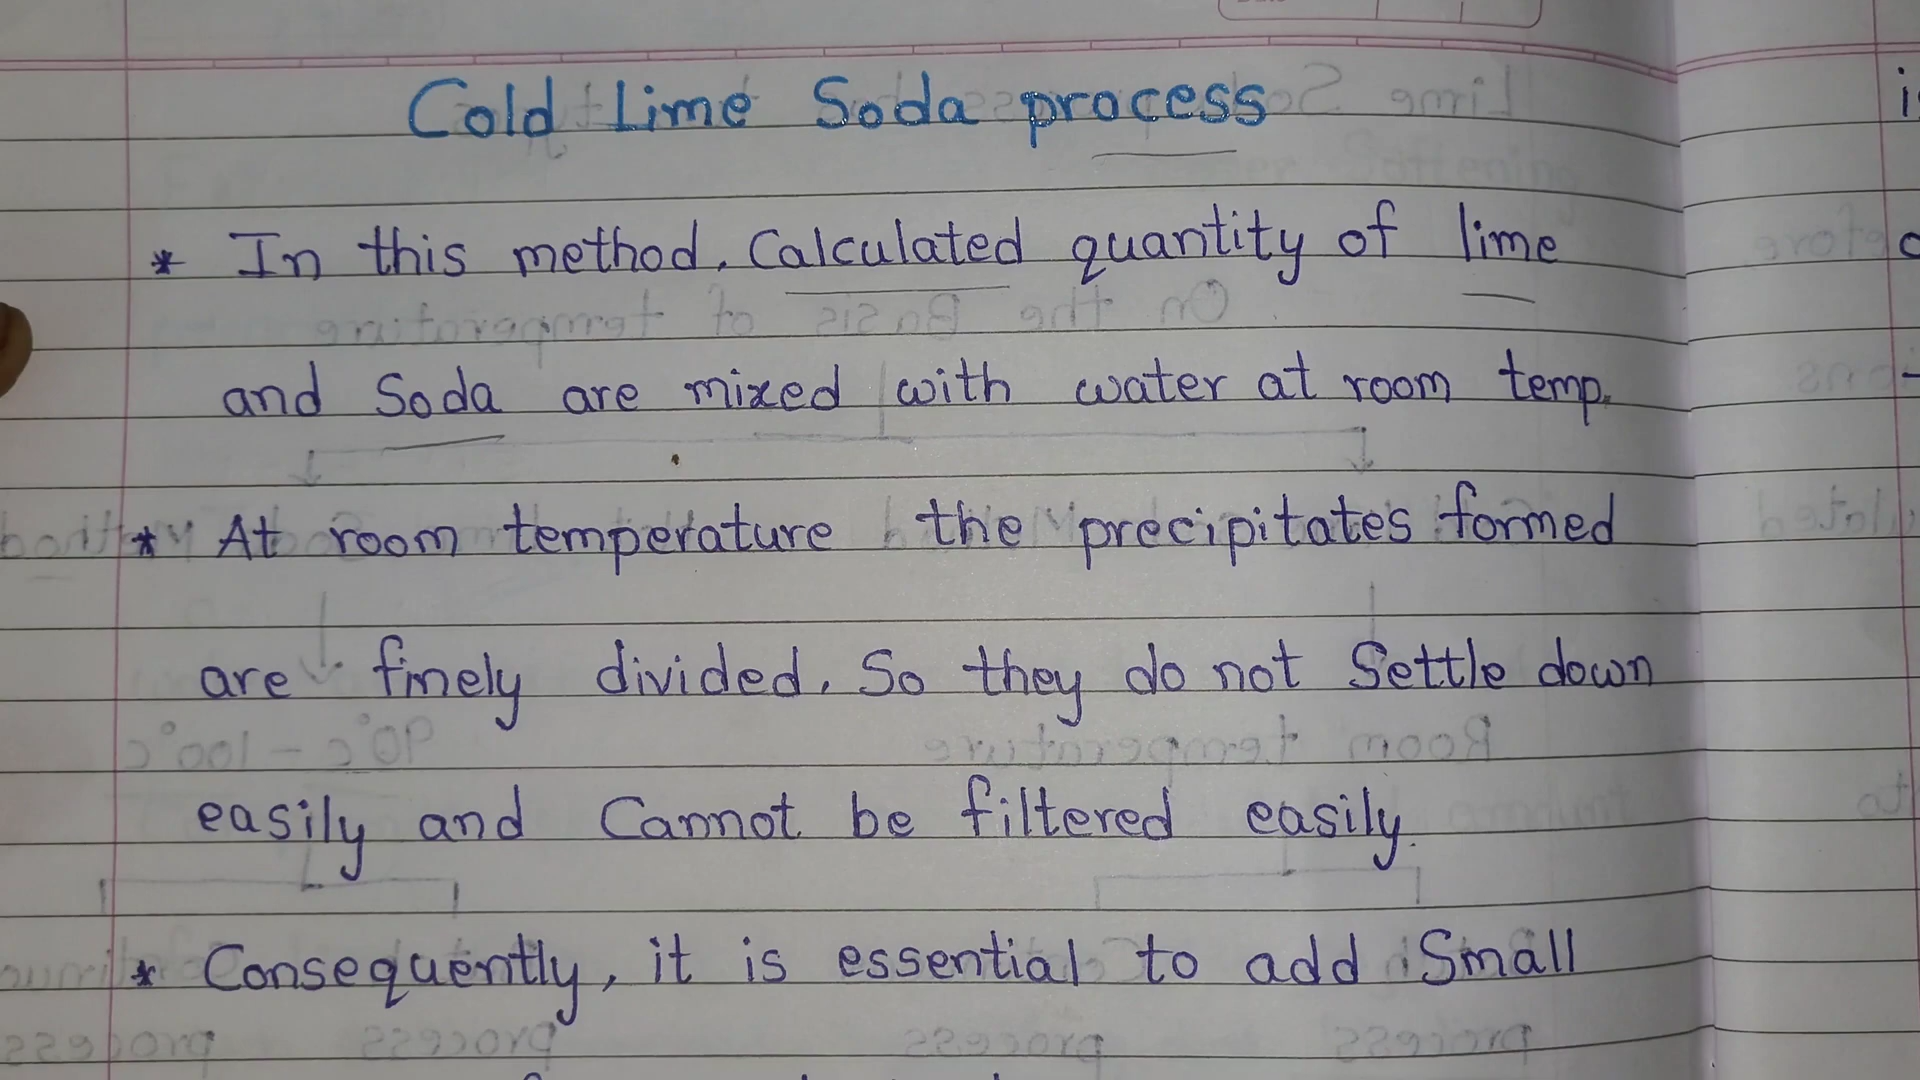 Cold Lime Soda process
* In this method. Calculated quantity of lime
and Soda are mixed with water at room temp.
* At room temperature the precipitates formed
are finely divided. So they do not Settle down
easily and Cannot be filtered easily.
* Consequently, it is essential to add Small